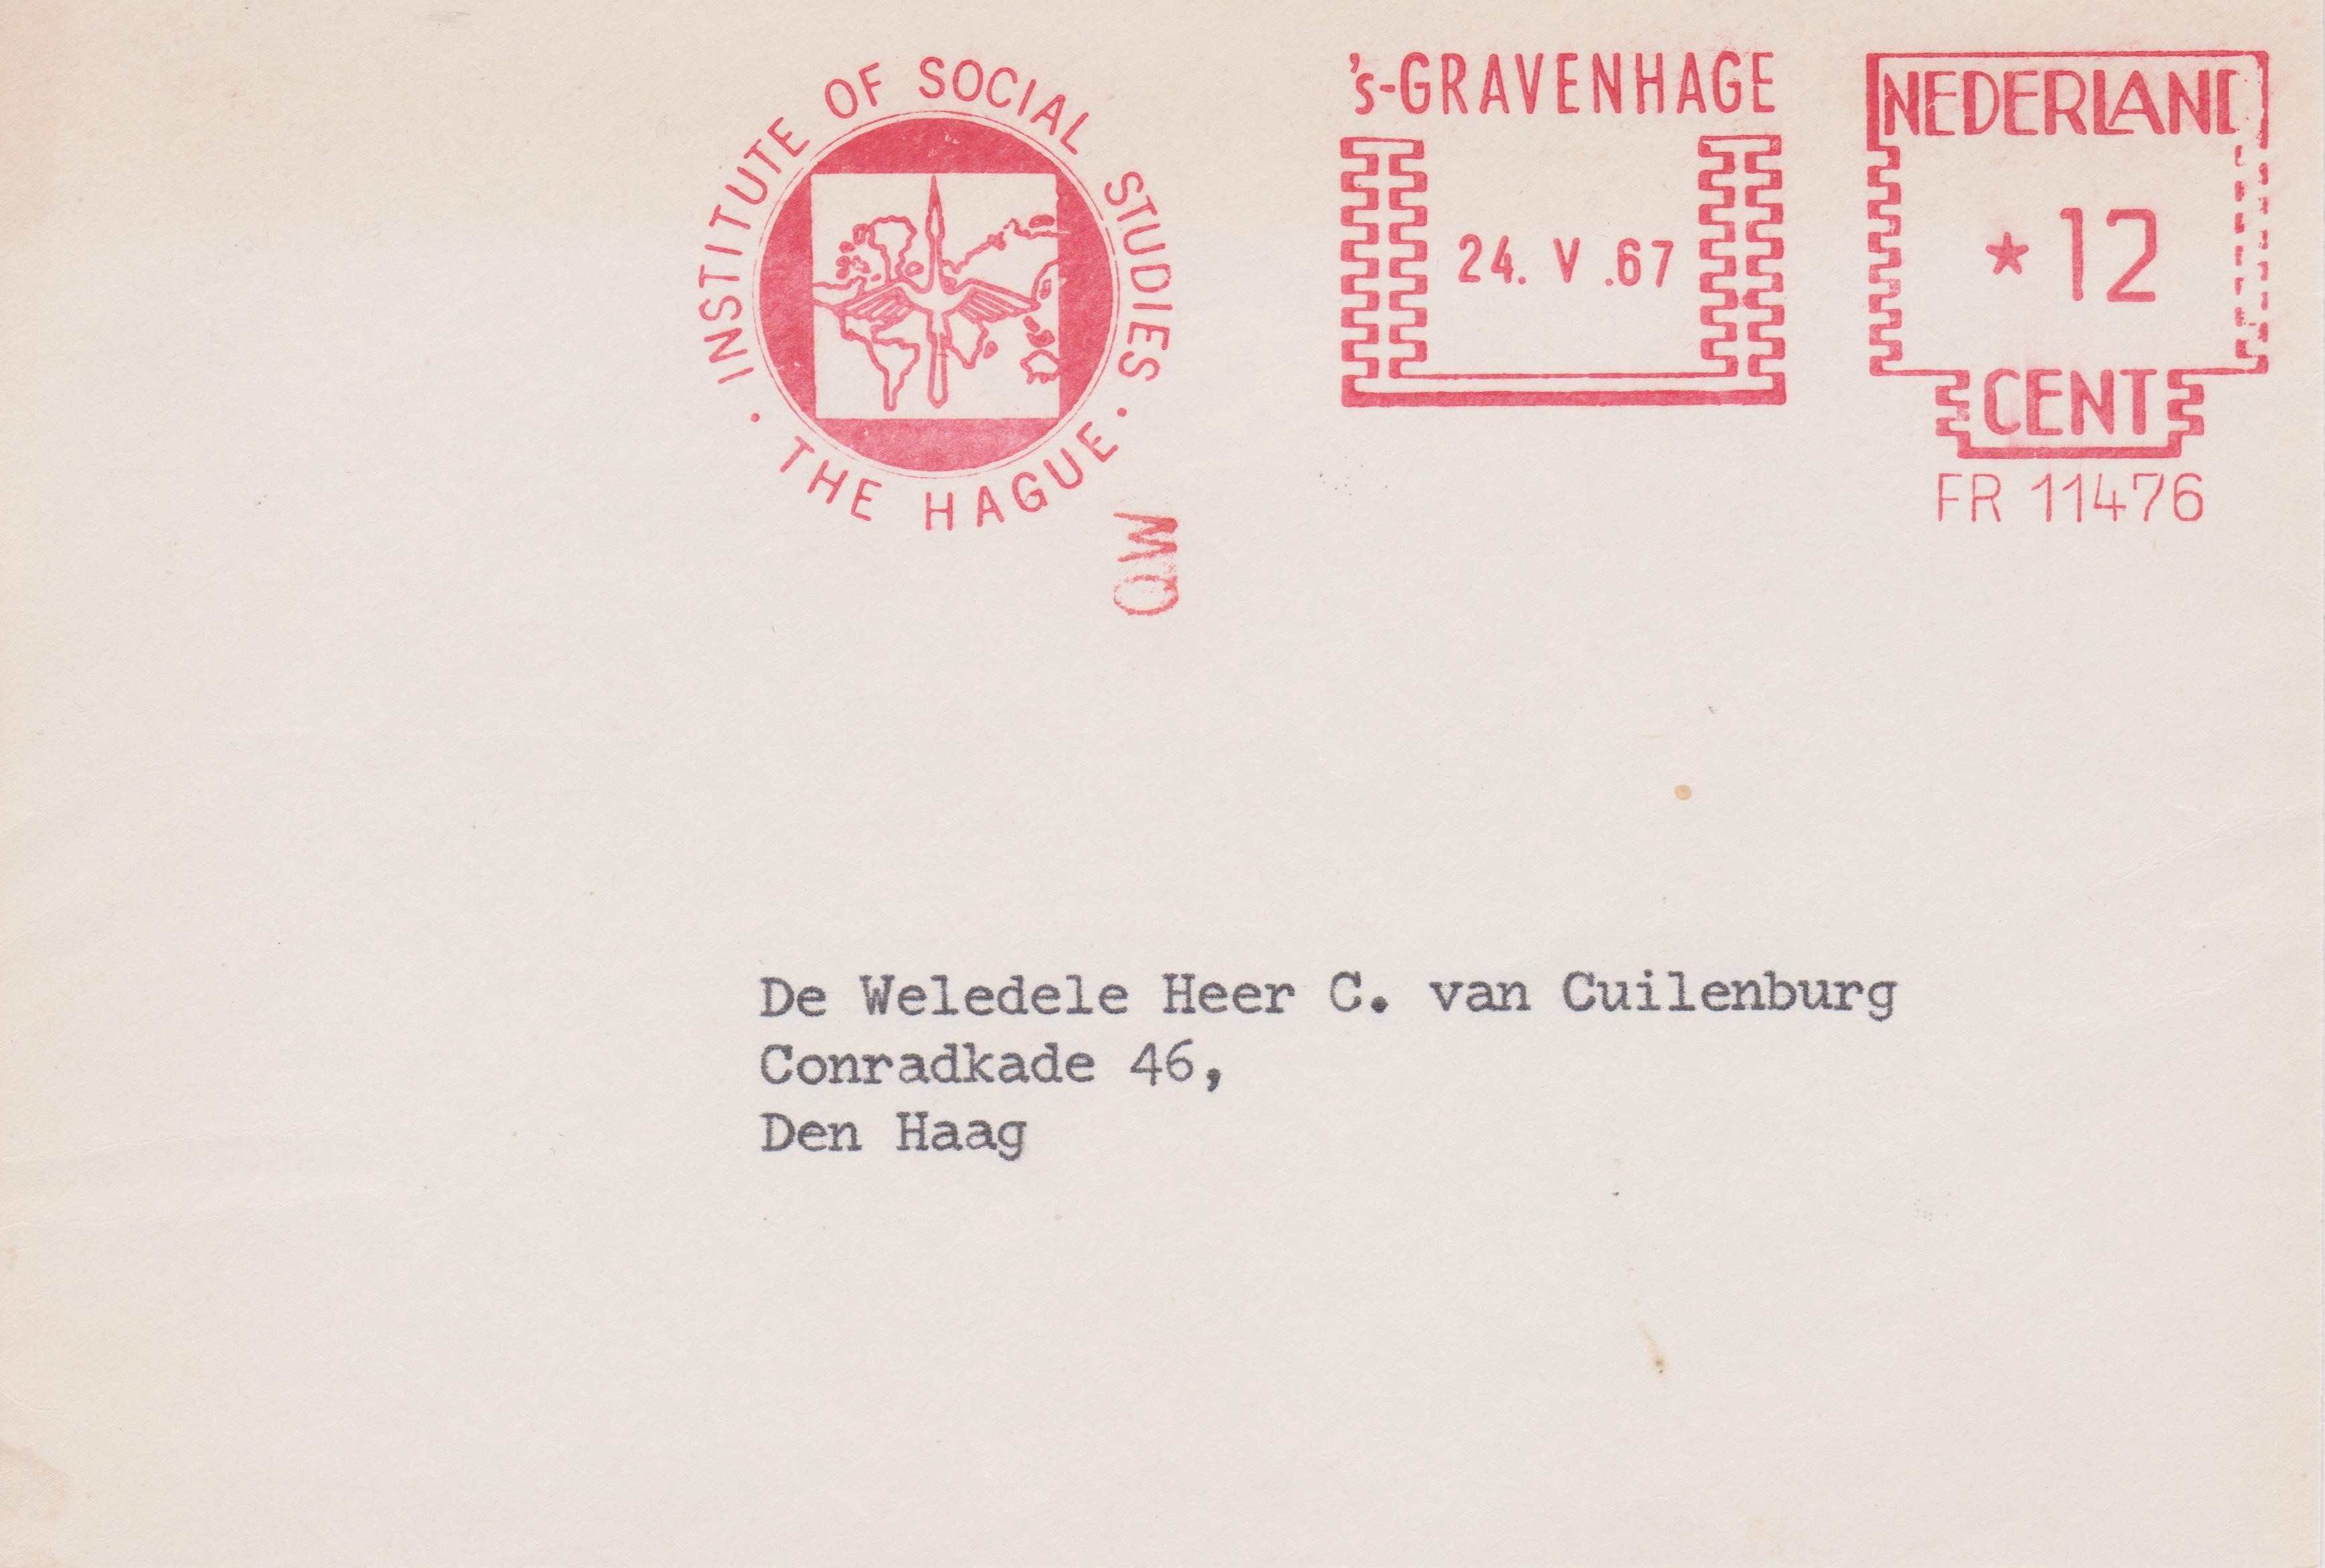 INSTITUTE OF SOCIAL STUDIES
· THE HAGUE ·
MO
's-GRAVENHAGE
24. V .67
NEDERLAND
* 12
CENT
FR 11476
De Weledele Heer C. van Cuilenburg
Conradkade 46,
Den Haag